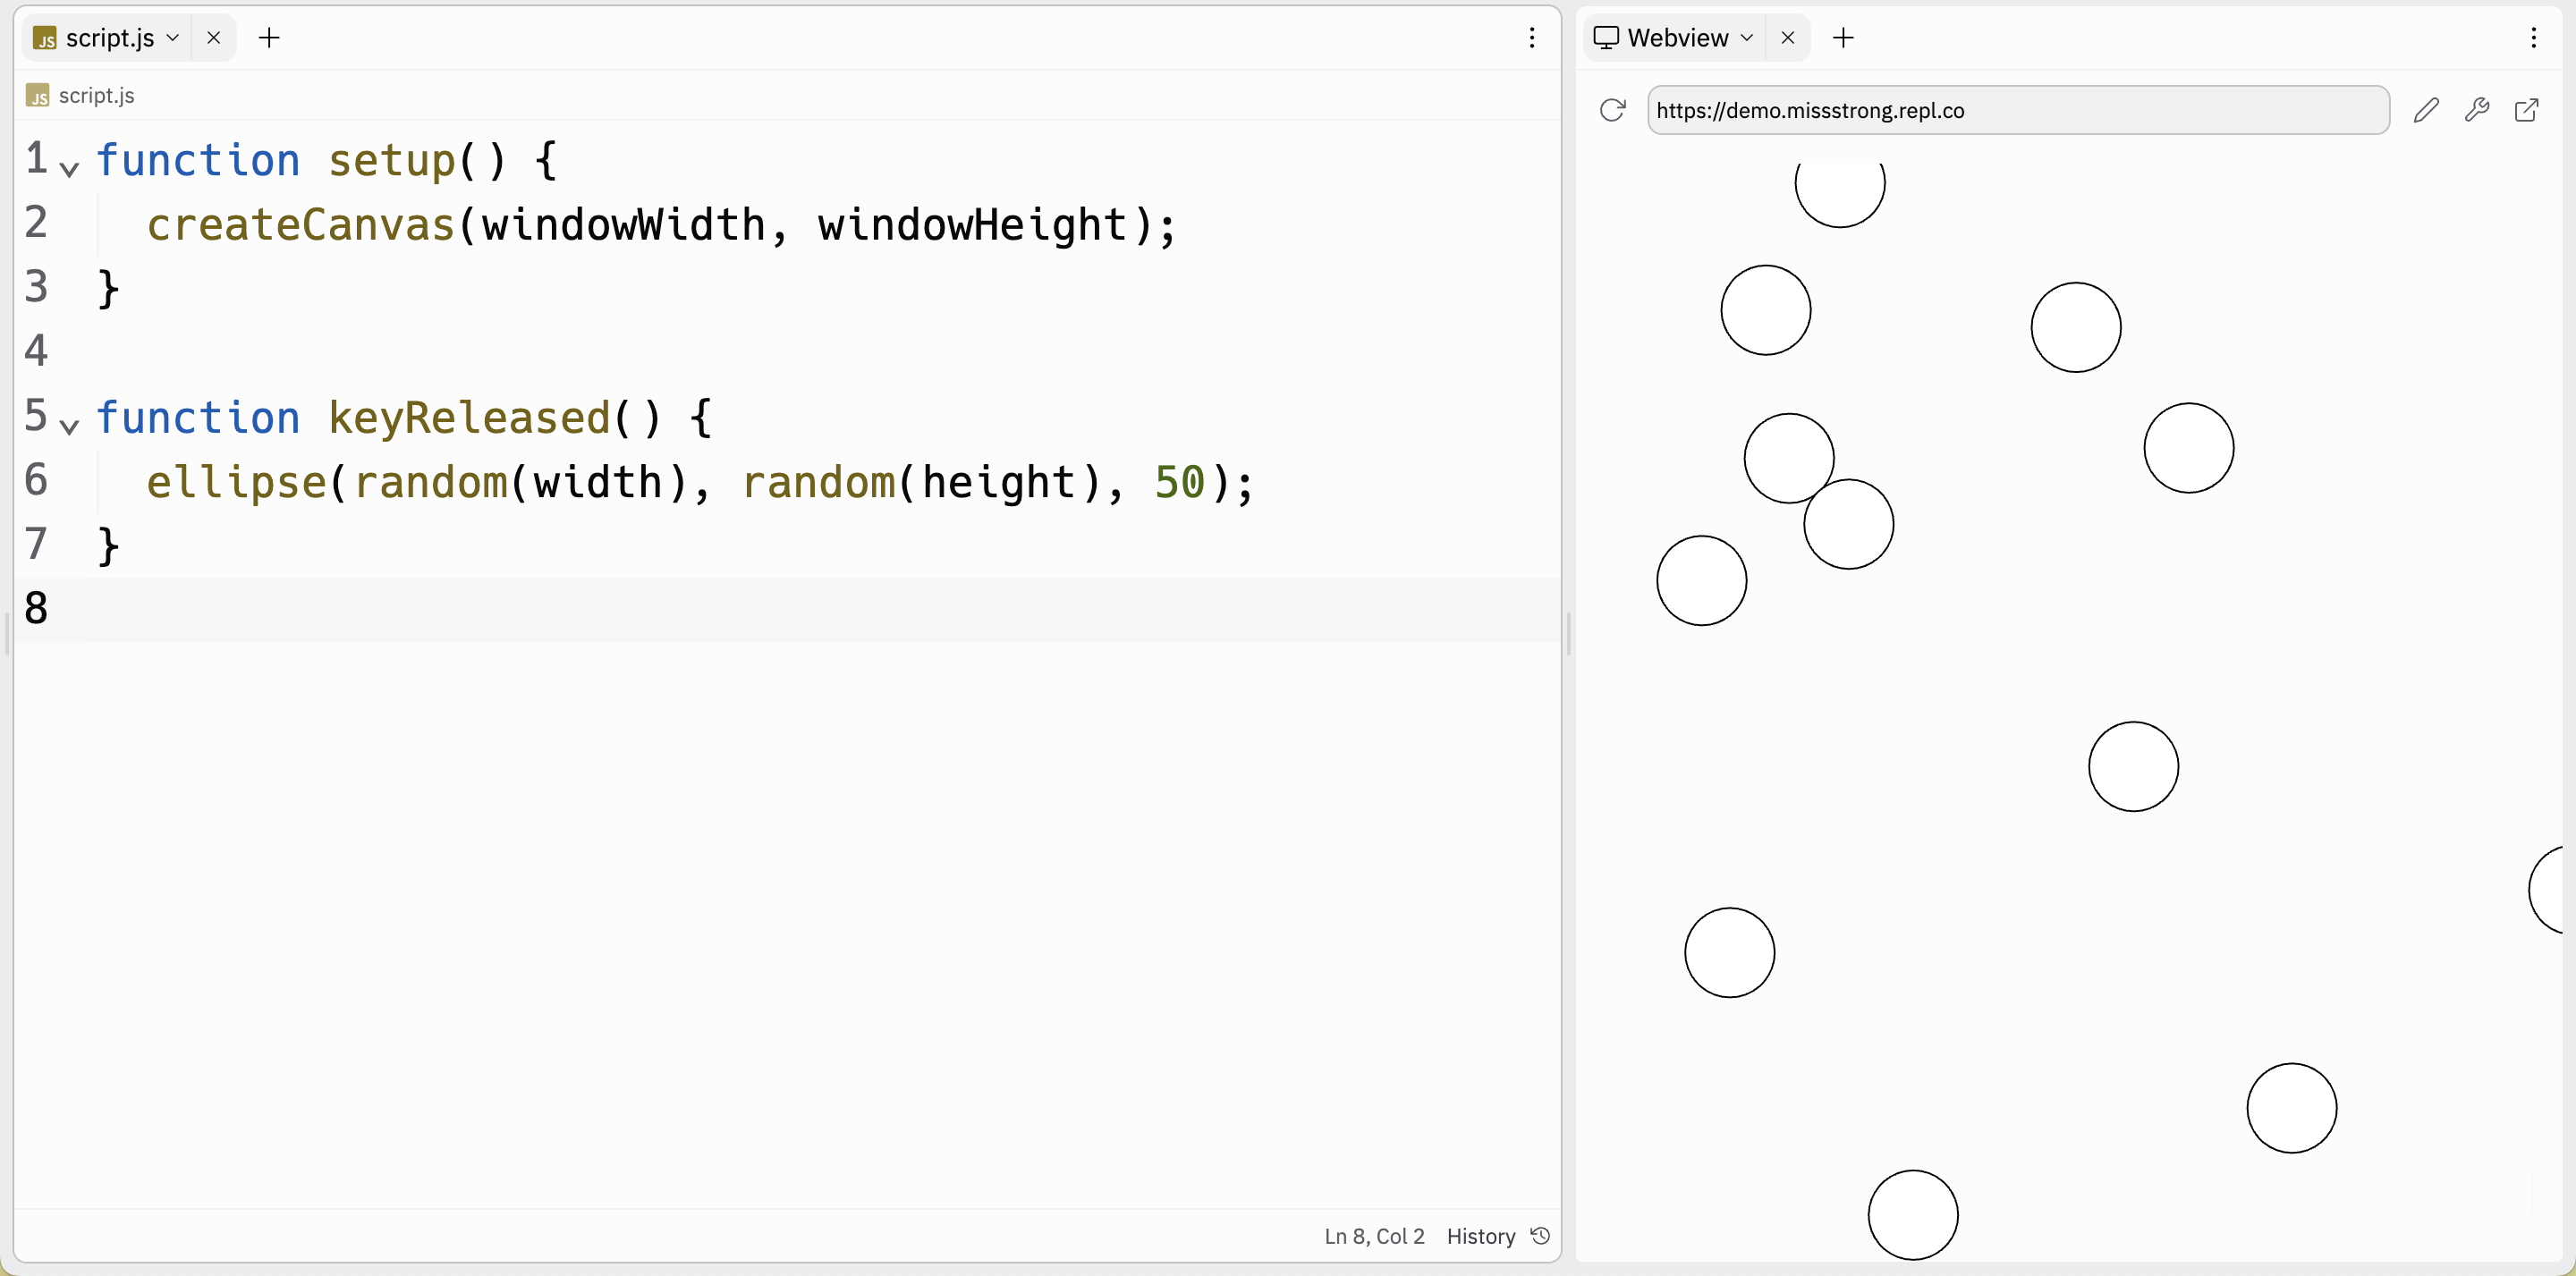 JS script.js
JS script.js
1 function setup() {
2 createCanvas(windowWidth, windowHeight);
3 }
4
5 function keyReleased() {
6 ellipse(random(width), random(height), 50);
7 }
8
Ln 8, Col 2 History
Webview
https://demo.missstrong.repl.co